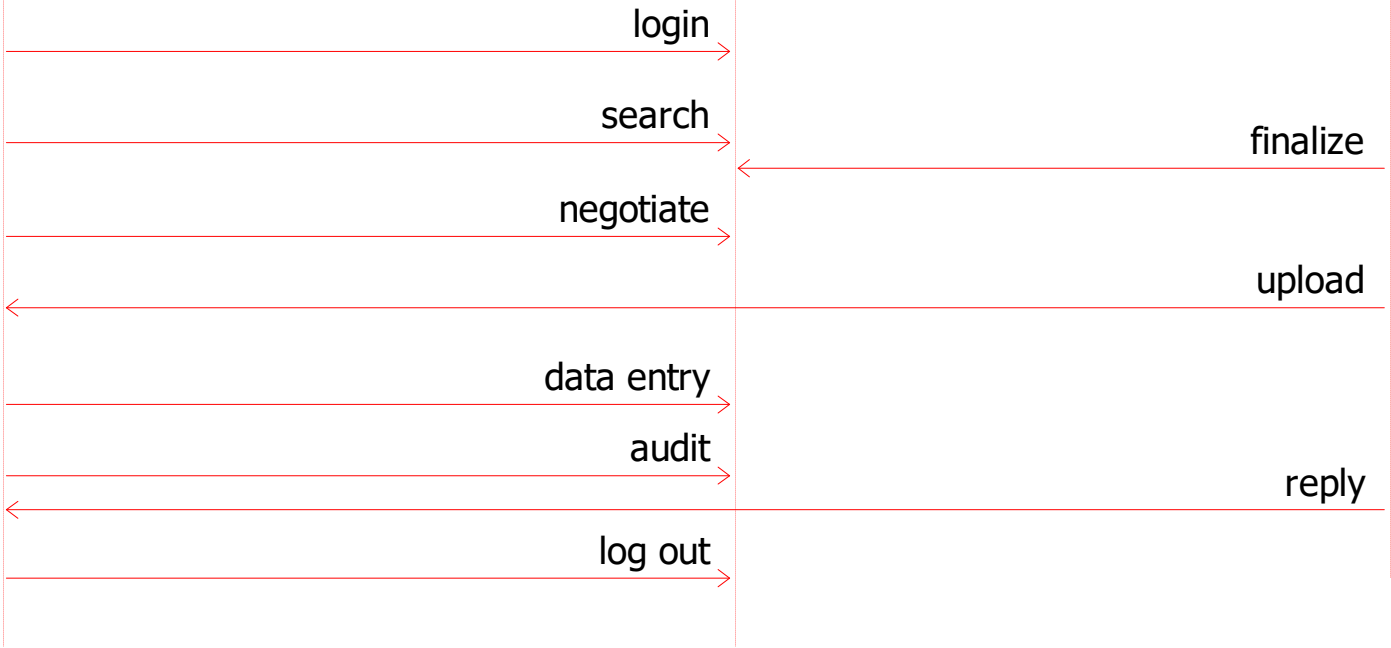 login
search
finalize
negotiate
upload
data entry
audit
reply
log out